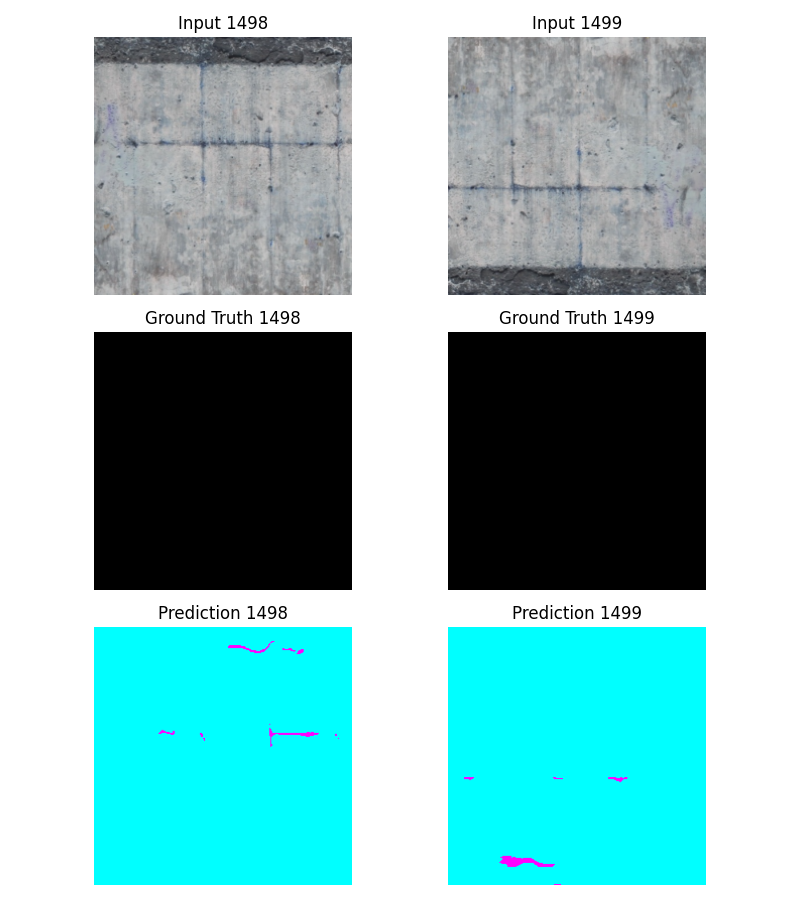 Input 1498
Input 1499
Ground Truth 1498
Ground Truth 1499
Prediction 1498
Prediction 1499